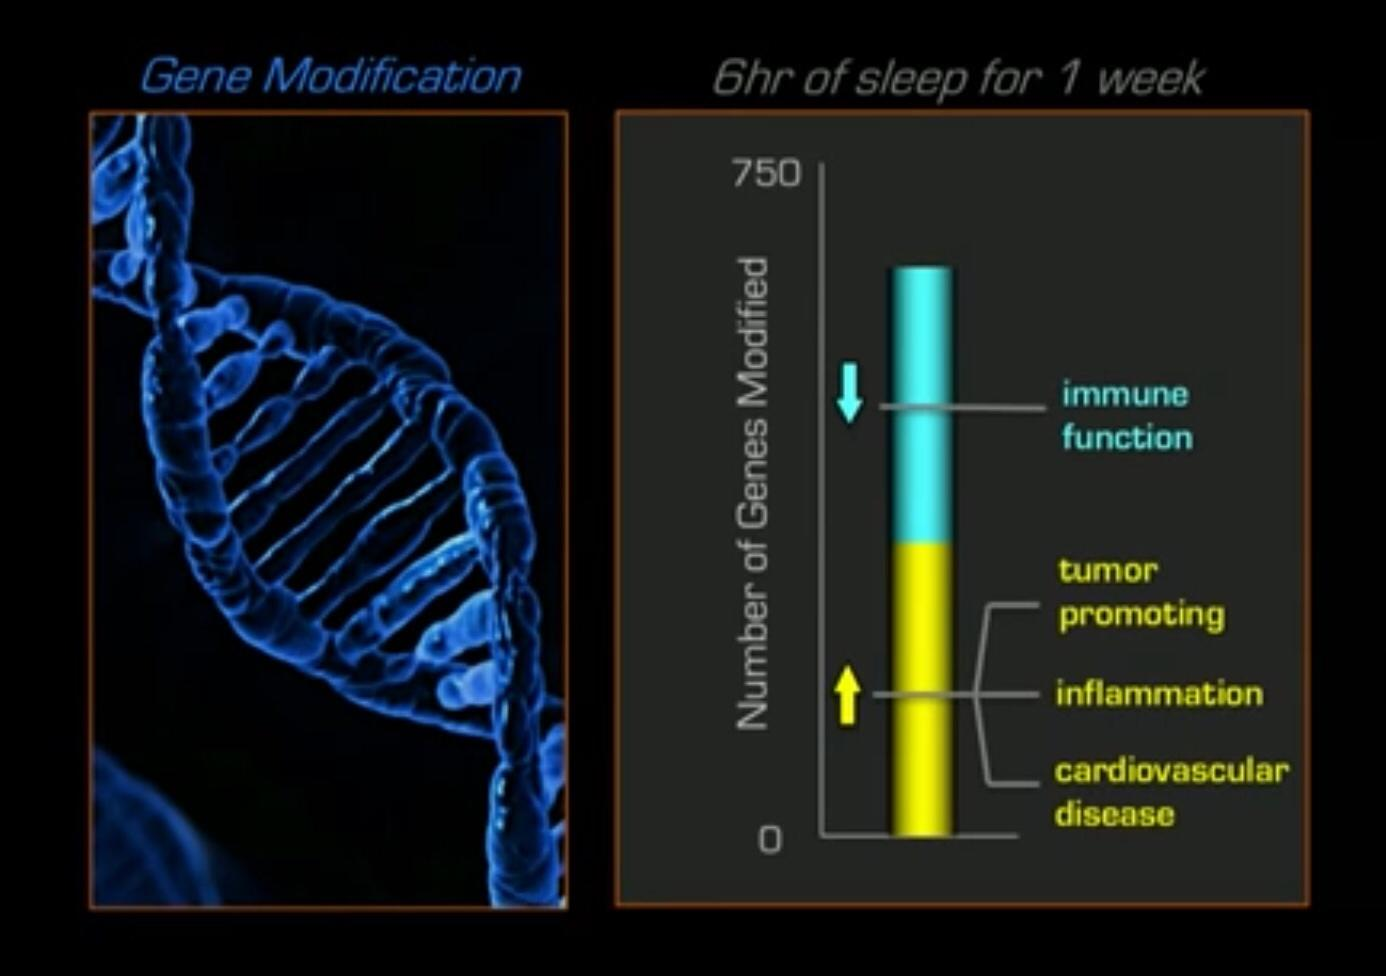 Gene Modification
6hr of sleep for 1 week
750
Number of Genes Modified
immune
function
tumor
promoting
inflammation
cardiovascular
disease
0